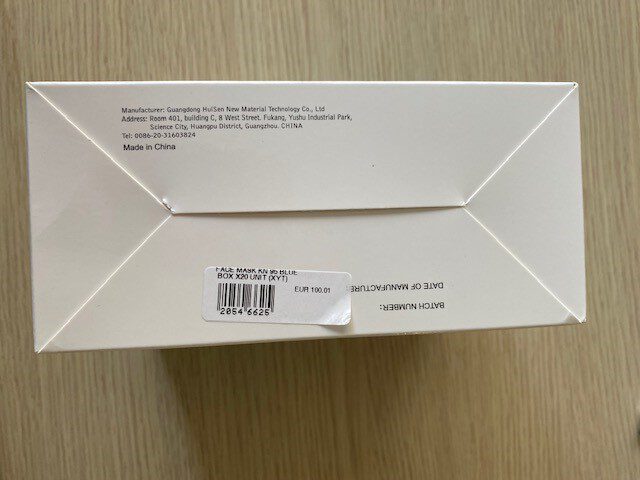 Manufacturer: Guangdong HuiSen New Material Technology Co., Ltd
Address: Room 401, building C, 8 West Street. Fukang, Yushu Industrial Park,
Science City, Huangpu District, Guangzhou. CHINA
Tel: 0086-20-31603824
Made in China
FACE MASK KN 95 BLUE
BOX X20 UNIT (XYT)
EUR 100.01
2054 6625
BATCH NUMBER:
DATE OF MANUFACTURE: